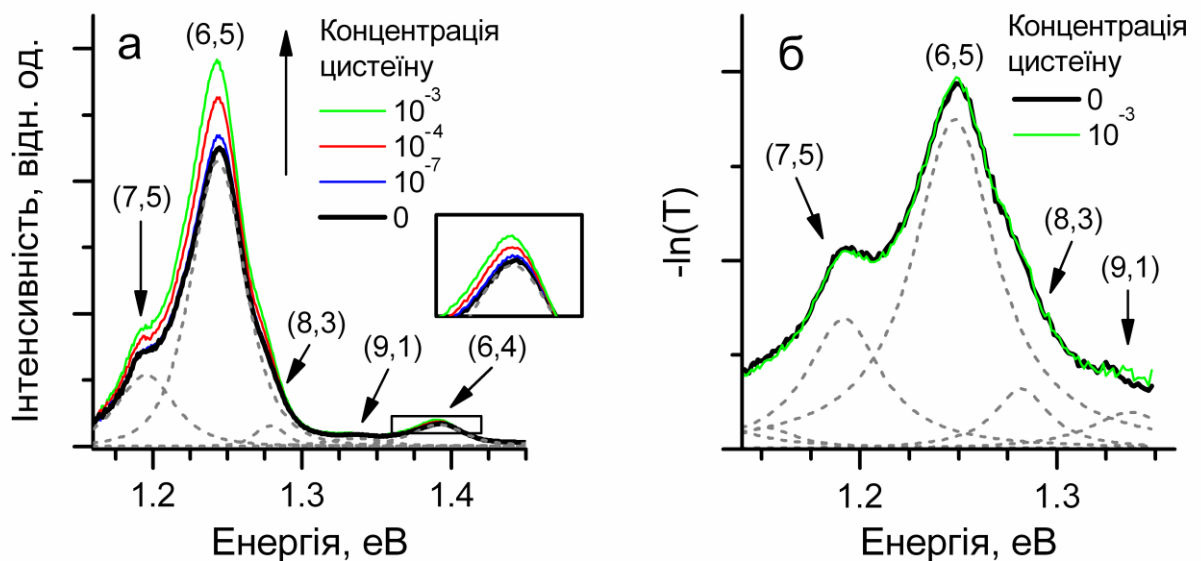 Інтенсивність, відн. од.
а
(6,5)
Концентрація
цистеїну
10⁻³
10⁻⁴
10⁻⁷
0
(7,5)
(8,3)
(9,1)
(6,4)
1.2
1.3
1.4
Енергія, еВ
-ln(T)
б
(6,5)
Концентрація
цистеїну
0
10⁻³
(7,5)
(8,3)
(9,1)
1.2
1.3
Енергія, еВ